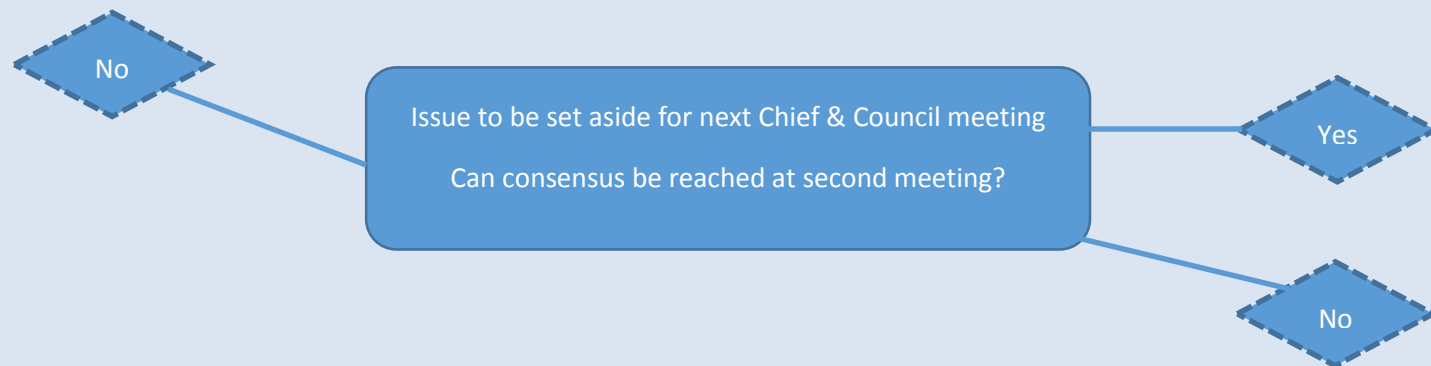 No
Issue to be set aside for next Chief & Council meeting
Can consensus be reached at second meeting?
Yes
No